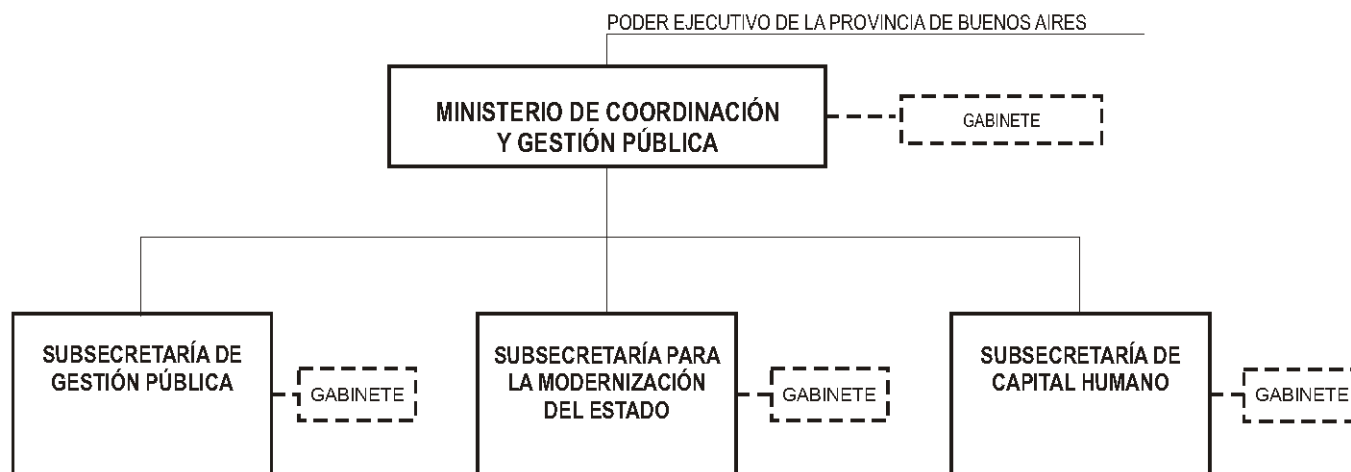 PODER EJECUTIVO DE LA PROVINCIA DE BUENOS AIRES
MINISTERIO DE COORDINACIÓN
Y GESTIÓN PÚBLICA
GABINETE
SUBSECRETARÍA DE
GESTIÓN PÚBLICA
GABINETE
SUBSECRETARÍA PARA
LA MODERNIZACIÓN
DEL ESTADO
GABINETE
SUBSECRETARÍA DE
CAPITAL HUMANO
GABINETE